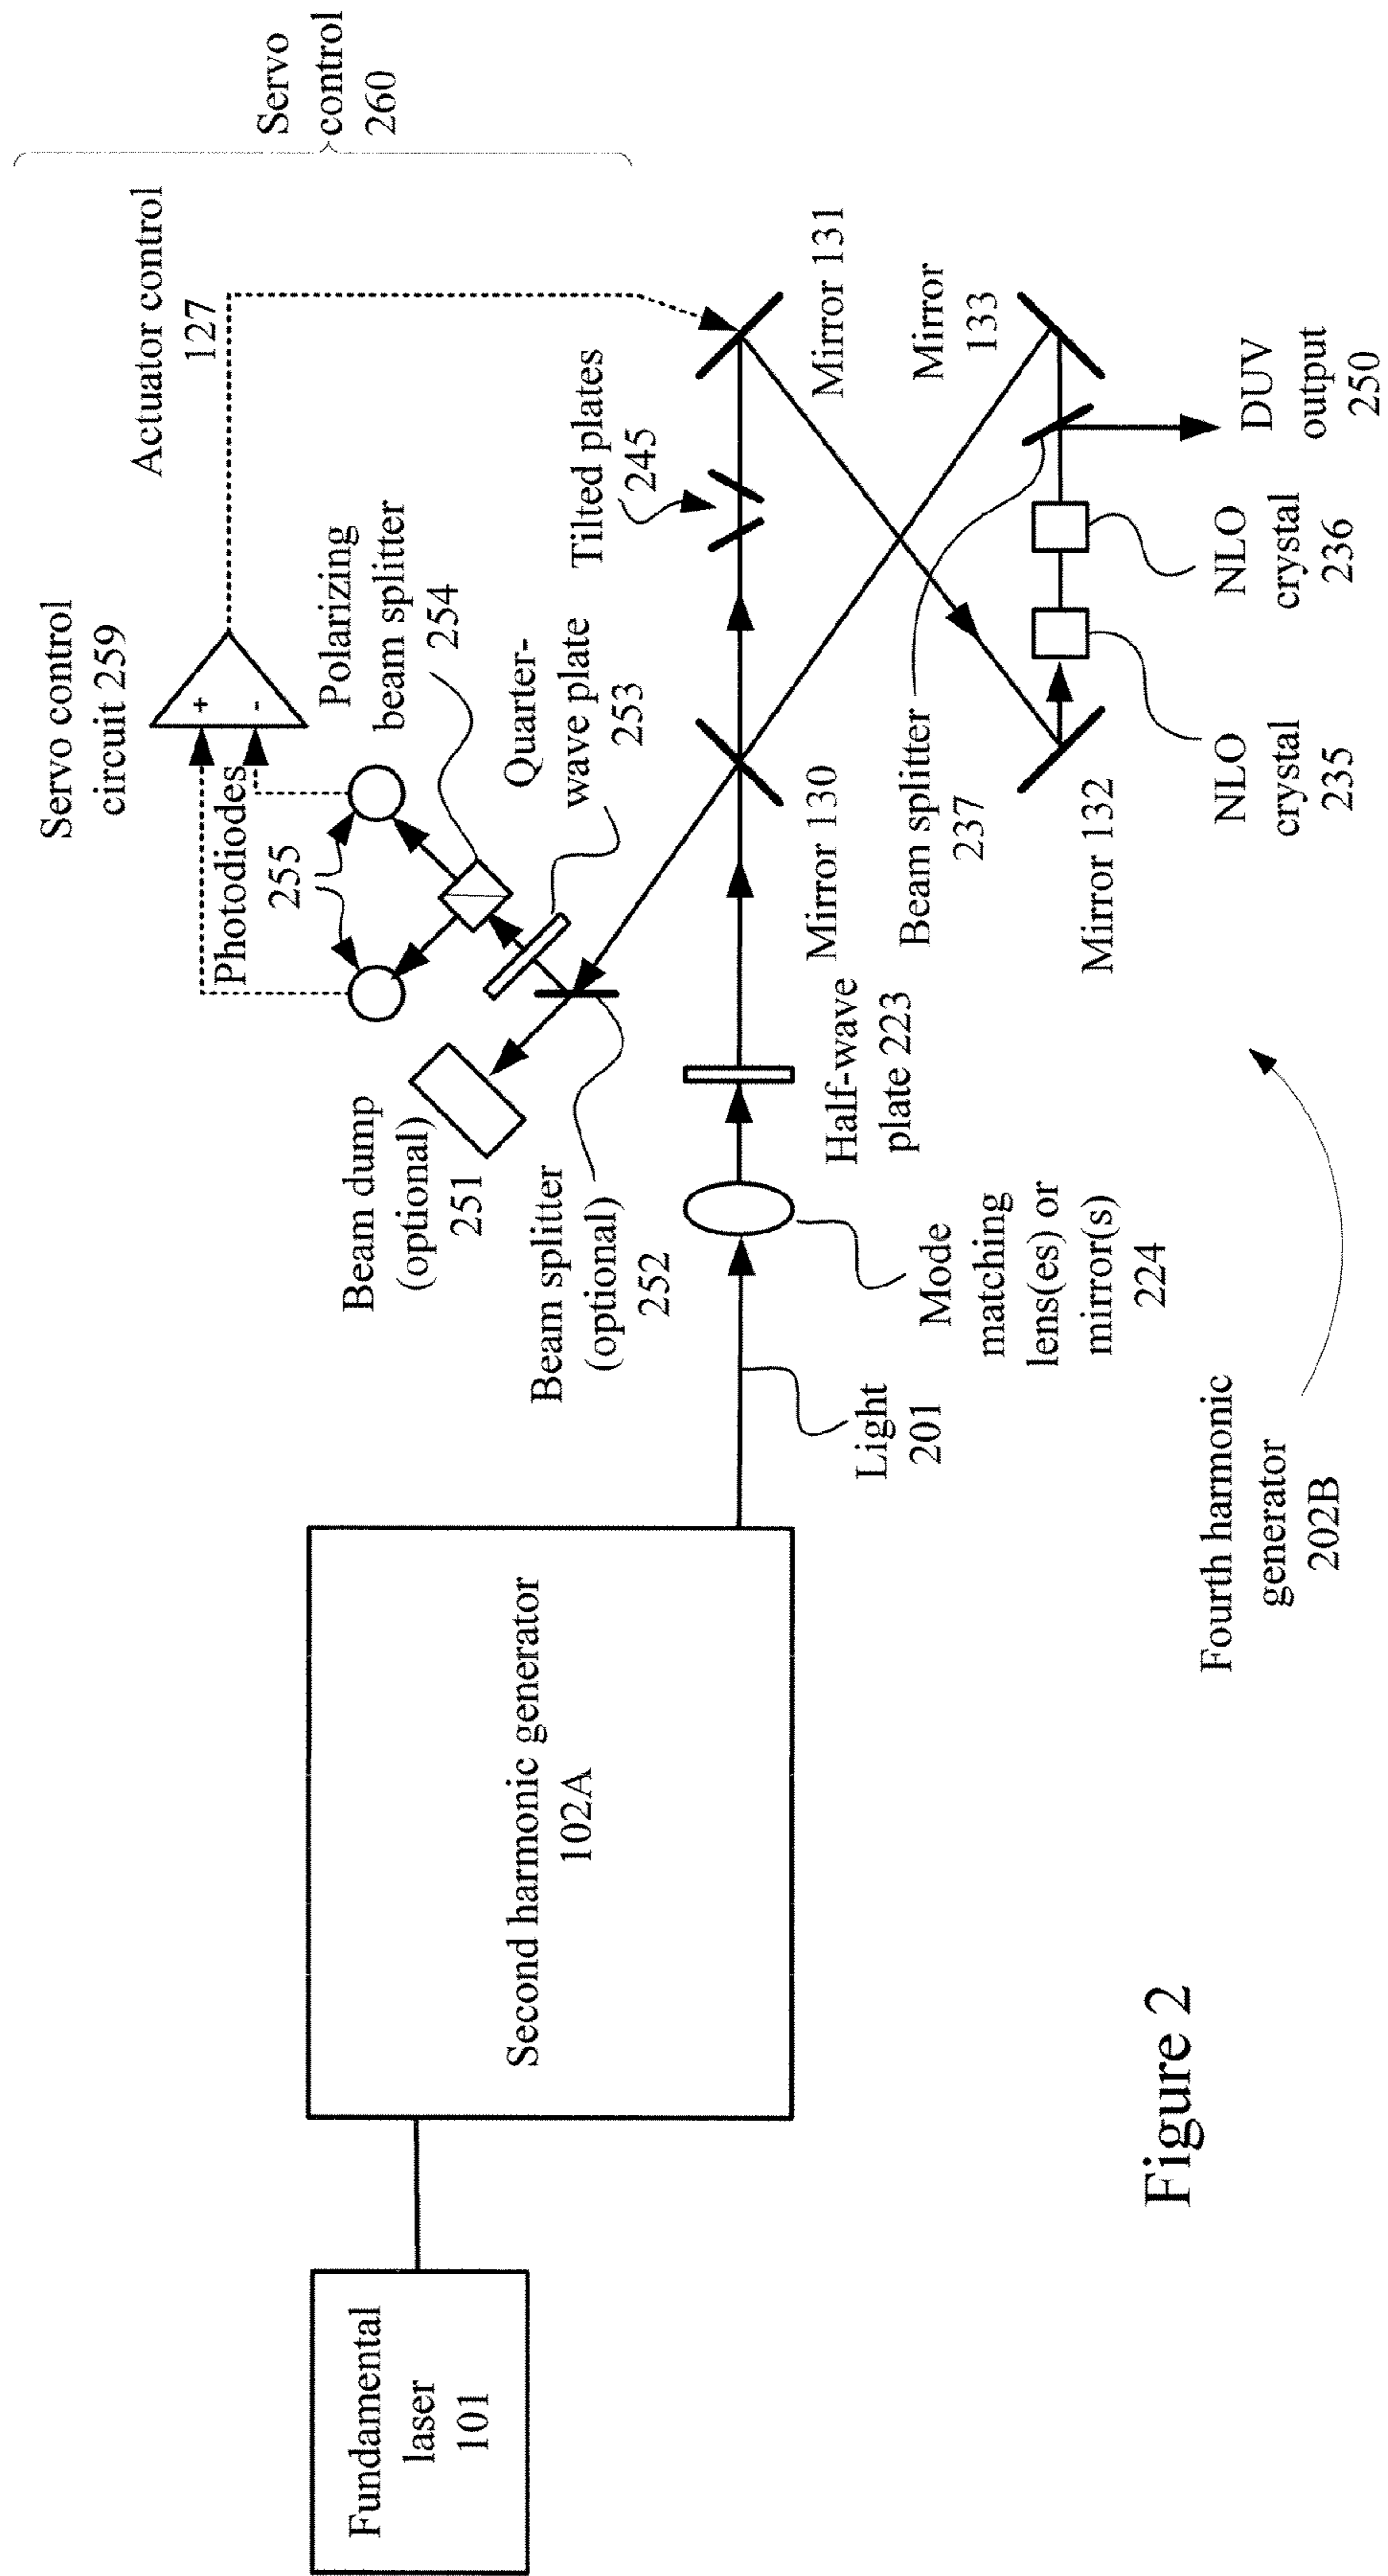 Fundamental
laser
101
Second harmonic generator
102A
Light
201
Mode
matching
lens(es) or
mirror(s)
224
Half-wave
plate 223
Beam dump
(optional)
251
Beam splitter
(optional)
252
Quarter-
wave plate
253
Polarizing
beam splitter
254
Photodiodes
255
Servo control
circuit 259
+
-
Actuator control
127
Servo
control
260
Tilted plates
245
Mirror 130
Mirror 131
Mirror 132
Mirror
133
Beam splitter
237
NLO
crystal
235
NLO
crystal
236
DUV
output
250
Fourth harmonic
generator
202B
Figure 2